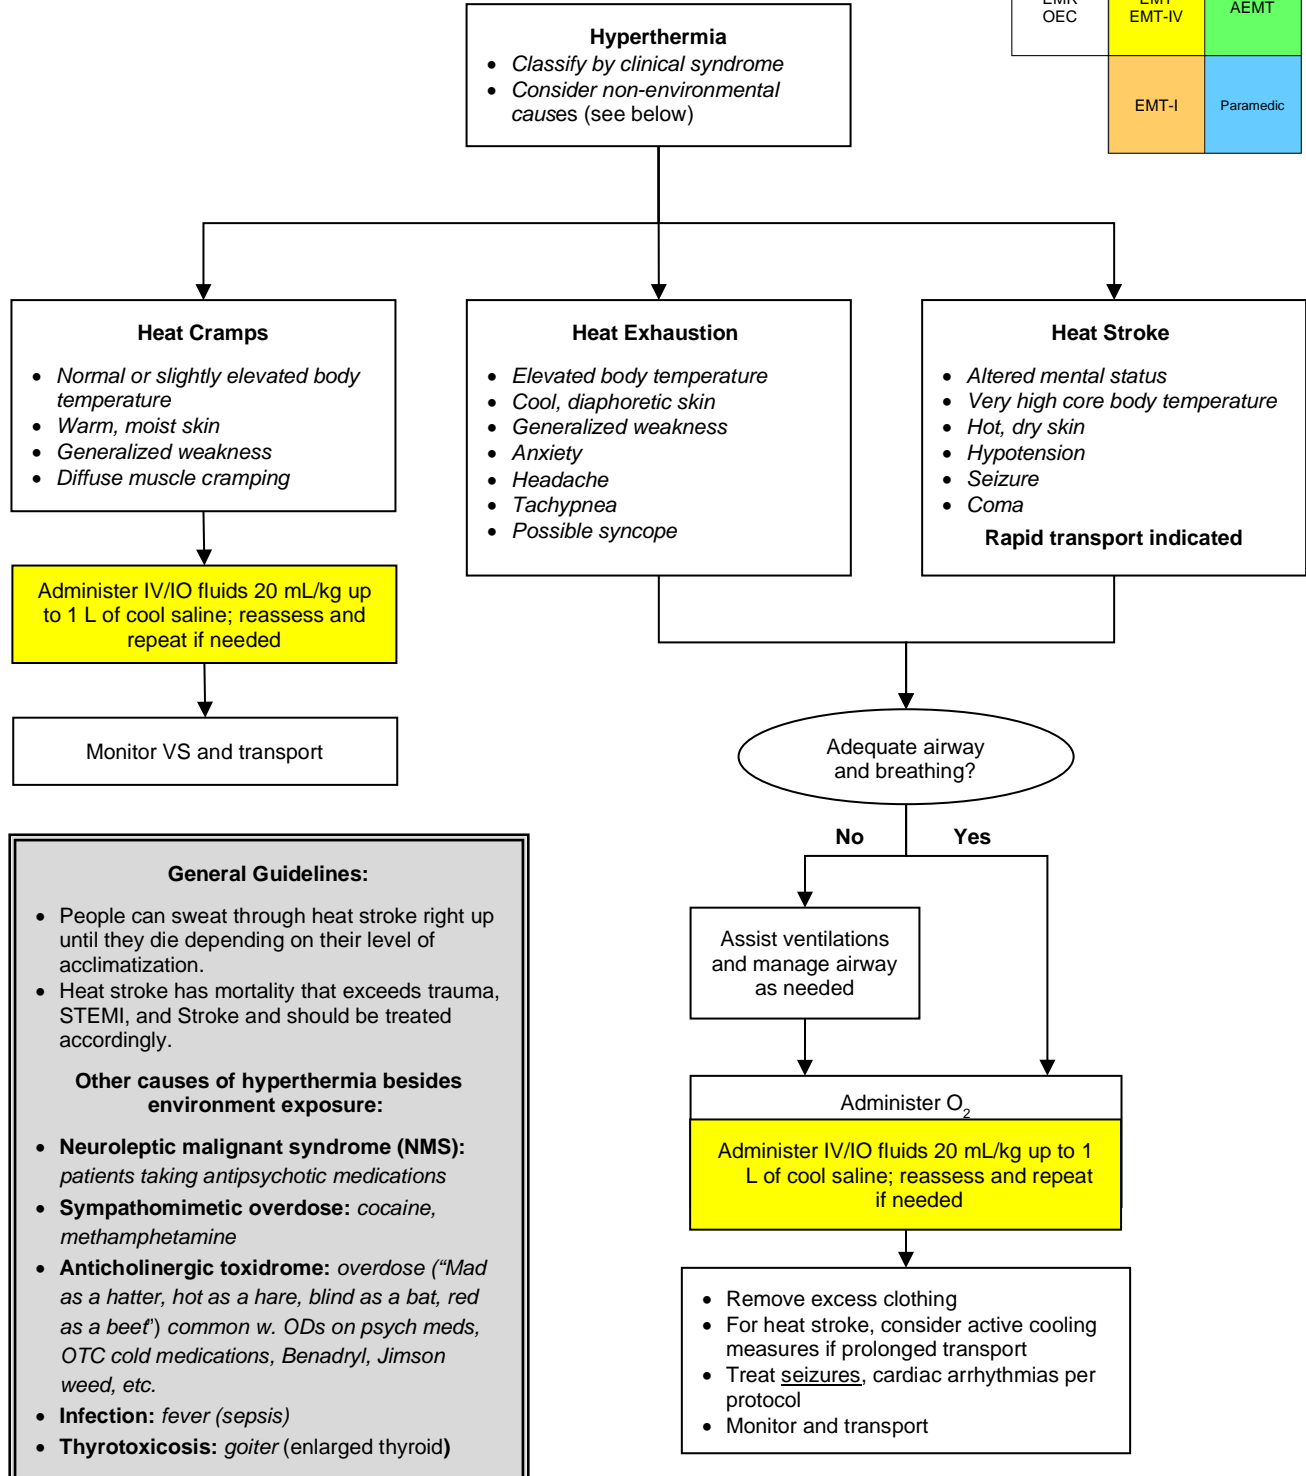 EMR
OEC
EMT
EMT-IV
AEMT
EMT-I
Paramedic
Hyperthermia
• Classify by clinical syndrome
• Consider non-environmental
causes (see below)
Heat Cramps
• Normal or slightly elevated body
temperature
• Warm, moist skin
• Generalized weakness
• Diffuse muscle cramping
Heat Exhaustion
• Elevated body temperature
• Cool, diaphoretic skin
• Generalized weakness
• Anxiety
• Headache
• Tachypnea
• Possible syncope
Heat Stroke
• Altered mental status
• Very high core body temperature
• Hot, dry skin
• Hypotension
• Seizure
• Coma
Rapid transport indicated
Administer IV/IO fluids 20 mL/kg up
to 1 L of cool saline; reassess and
repeat if needed
Monitor VS and transport
Adequate airway
and breathing?
No
Yes
Assist ventilations
and manage airway
as needed
Administer O2
Administer IV/IO fluids 20 mL/kg up to 1
L of cool saline; reassess and repeat
if needed
• Remove excess clothing
• For heat stroke, consider active cooling
measures if prolonged transport
• Treat seizures, cardiac arrhythmias per
protocol
• Monitor and transport
General Guidelines:
• People can sweat through heat stroke right up
until they die depending on their level of
acclimatization.
• Heat stroke has mortality that exceeds trauma,
STEMI, and Stroke and should be treated
accordingly.
Other causes of hyperthermia besides
environment exposure:
• Neuroleptic malignant syndrome (NMS):
patients taking antipsychotic medications
• Sympathomimetic overdose: cocaine,
methamphetamine
• Anticholinergic toxidrome: overdose (“Mad
as a hatter, hot as a hare, blind as a bat, red
as a beet”) common w. ODs on psych meds,
OTC cold medications, Benadryl, Jimson
weed, etc.
• Infection: fever (sepsis)
• Thyrotoxicosis: goiter (enlarged thyroid)